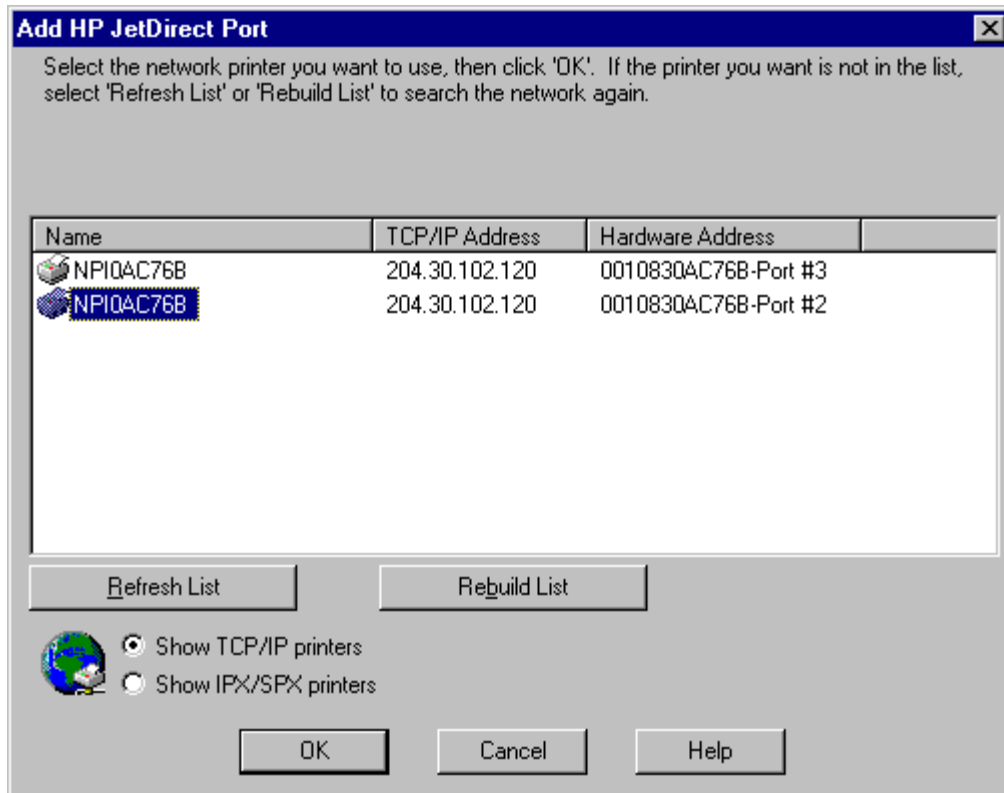 Add HP JetDirect Port
Select the network printer you want to use, then click 'OK'.  If the printer you want is not in the list,
select 'Refresh List' or 'Rebuild List' to search the network again.
Name TCP/IP Address Hardware Address
NPI0AC76B 204.30.102.120 0010830AC76B-Port #3
NPI0AC76B 204.30.102.120 0010830AC76B-Port #2
Refresh List Rebuild List
Show TCP/IP printers
Show IPX/SPX printers
OK Cancel Help